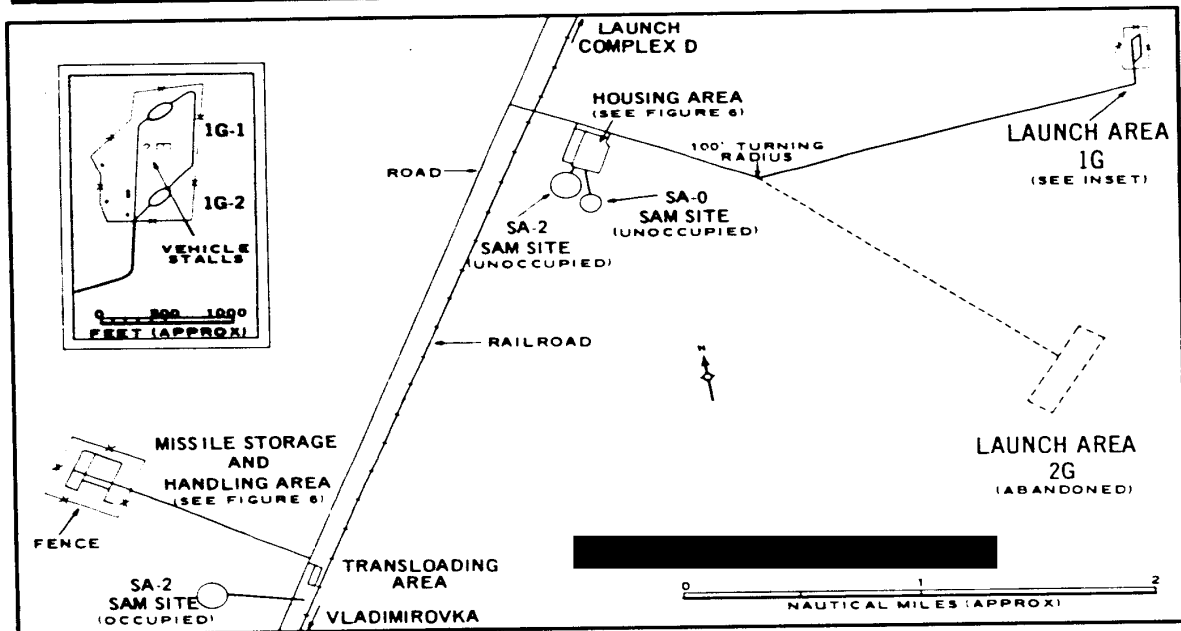 LAUNCH
COMPLEX D
HOUSING AREA
(SEE FIGURE 6)
1G-1
1G-2
VEHICLE
STALLS
0 500 1000
FEET (APPROX)
ROAD
100' TURNING
RADIUS
LAUNCH AREA
1G
(SEE INSET)
SA-2
SAM SITE
(UNOCCUPIED)
SA-0
SAM SITE
(UNOCCUPIED)
RAILROAD
N
MISSILE STORAGE
AND
HANDLING AREA
(SEE FIGURE 6)
FENCE
LAUNCH AREA
2G
(ABANDONED)
TRANSLOADING
AREA
SA-2
SAM SITE
(OCCUPIED)
VLADIMIROVKA
0 1 2
NAUTICAL MILES (APPROX)